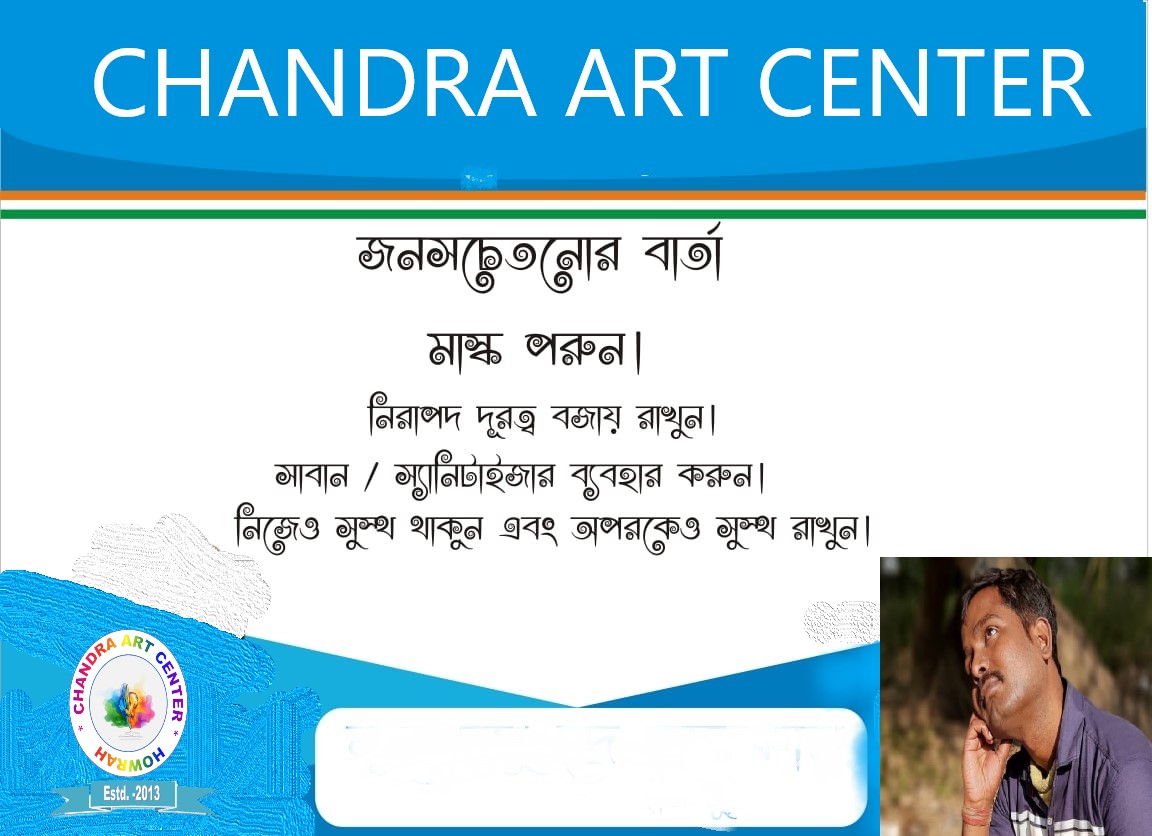 CHANDRA ART CENTER
জনসচেতনোর বার্তা
মাস্ক পরুন।
নিরাপদ দূরত্ব বজায় রাখুন।
সাবান / স্যানিটাইজার ব্যবহার করুন।
নিজেও সুস্থ থাকুন এবং অপরকেও সুস্থ রাখুন।
* CHANDRA ART CENTER *
HOWRAH
Estd. -2013